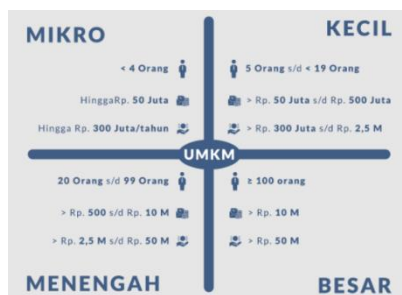 MIKRO
< 4 Orang
HinggaRp. 50 Juta
Hingga Rp. 300 Juta/tahun
KECIL
5 Orang s/d < 19 Orang
> Rp. 50 Juta s/d Rp. 500 Juta
> Rp. 300 Juta s/d Rp. 2,5 M
UMKM
20 Orang s/d 99 Orang
> Rp. 500 s/d Rp. 10 M
> Rp. 2,5 M s/d Rp. 50 M
MENENGAH
≥ 100 orang
> Rp. 10 M
> Rp. 50 M
BESAR